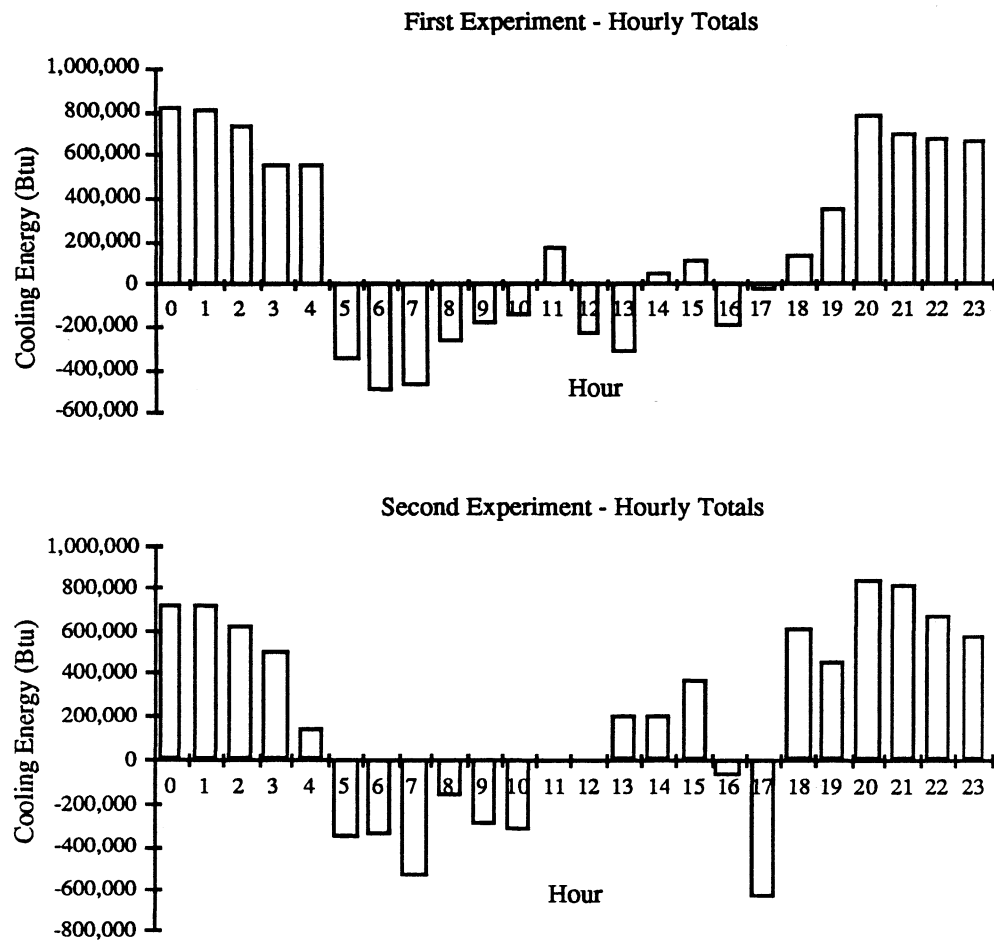 First Experiment - Hourly Totals
1,000,000
800,000
600,000
400,000
200,000
0
-200,000
-400,000
-600,000
Cooling Energy (Btu)
0 1 2 3 4 5 6 7 8 9 10 11 12 13 14 15 16 17 18 19 20 21 22 23
Hour
Second Experiment - Hourly Totals
1,000,000
800,000
600,000
400,000
200,000
0
-200,000
-400,000
-600,000
-800,000
Cooling Energy (Btu)
0 1 2 3 4 5 6 7 8 9 10 11 12 13 14 15 16 17 18 19 20 21 22 23
Hour